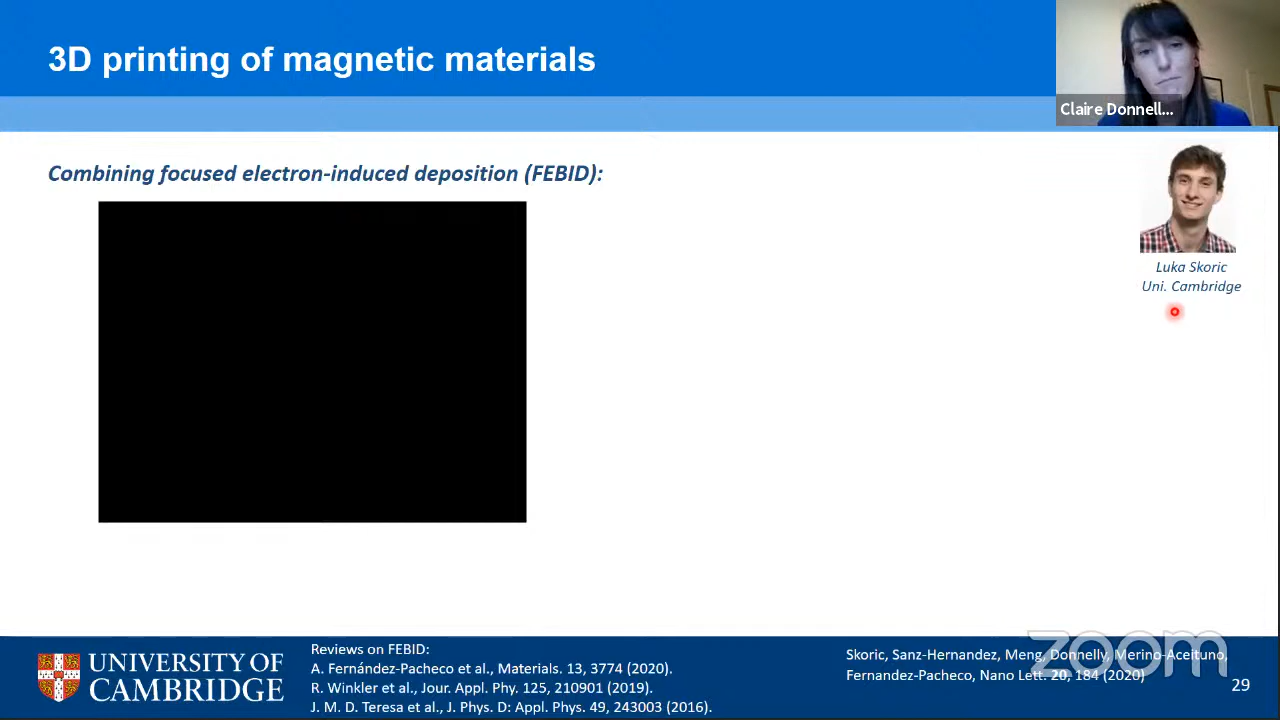 3D printing of magnetic materials
Claire Donnell...
Combining focused electron-induced deposition (FEBID):
Luka Skoric
Uni. Cambridge
UNIVERSITY OF
CAMBRIDGE
Reviews on FEBID:
A. Fernández-Pacheco et al., Materials. 13, 3774 (2020).
R. Winkler et al., Jour. Appl. Phy. 125, 210901 (2019).
J. M. D. Teresa et al., J. Phys. D: Appl. Phys. 49, 243003 (2016).
Skoric, Sanz-Hernandez, Meng, Donnelly, Merino-Aceituno,
Fernandez-Pacheco, Nano Lett. 20, 184 (2020)
zoom
29